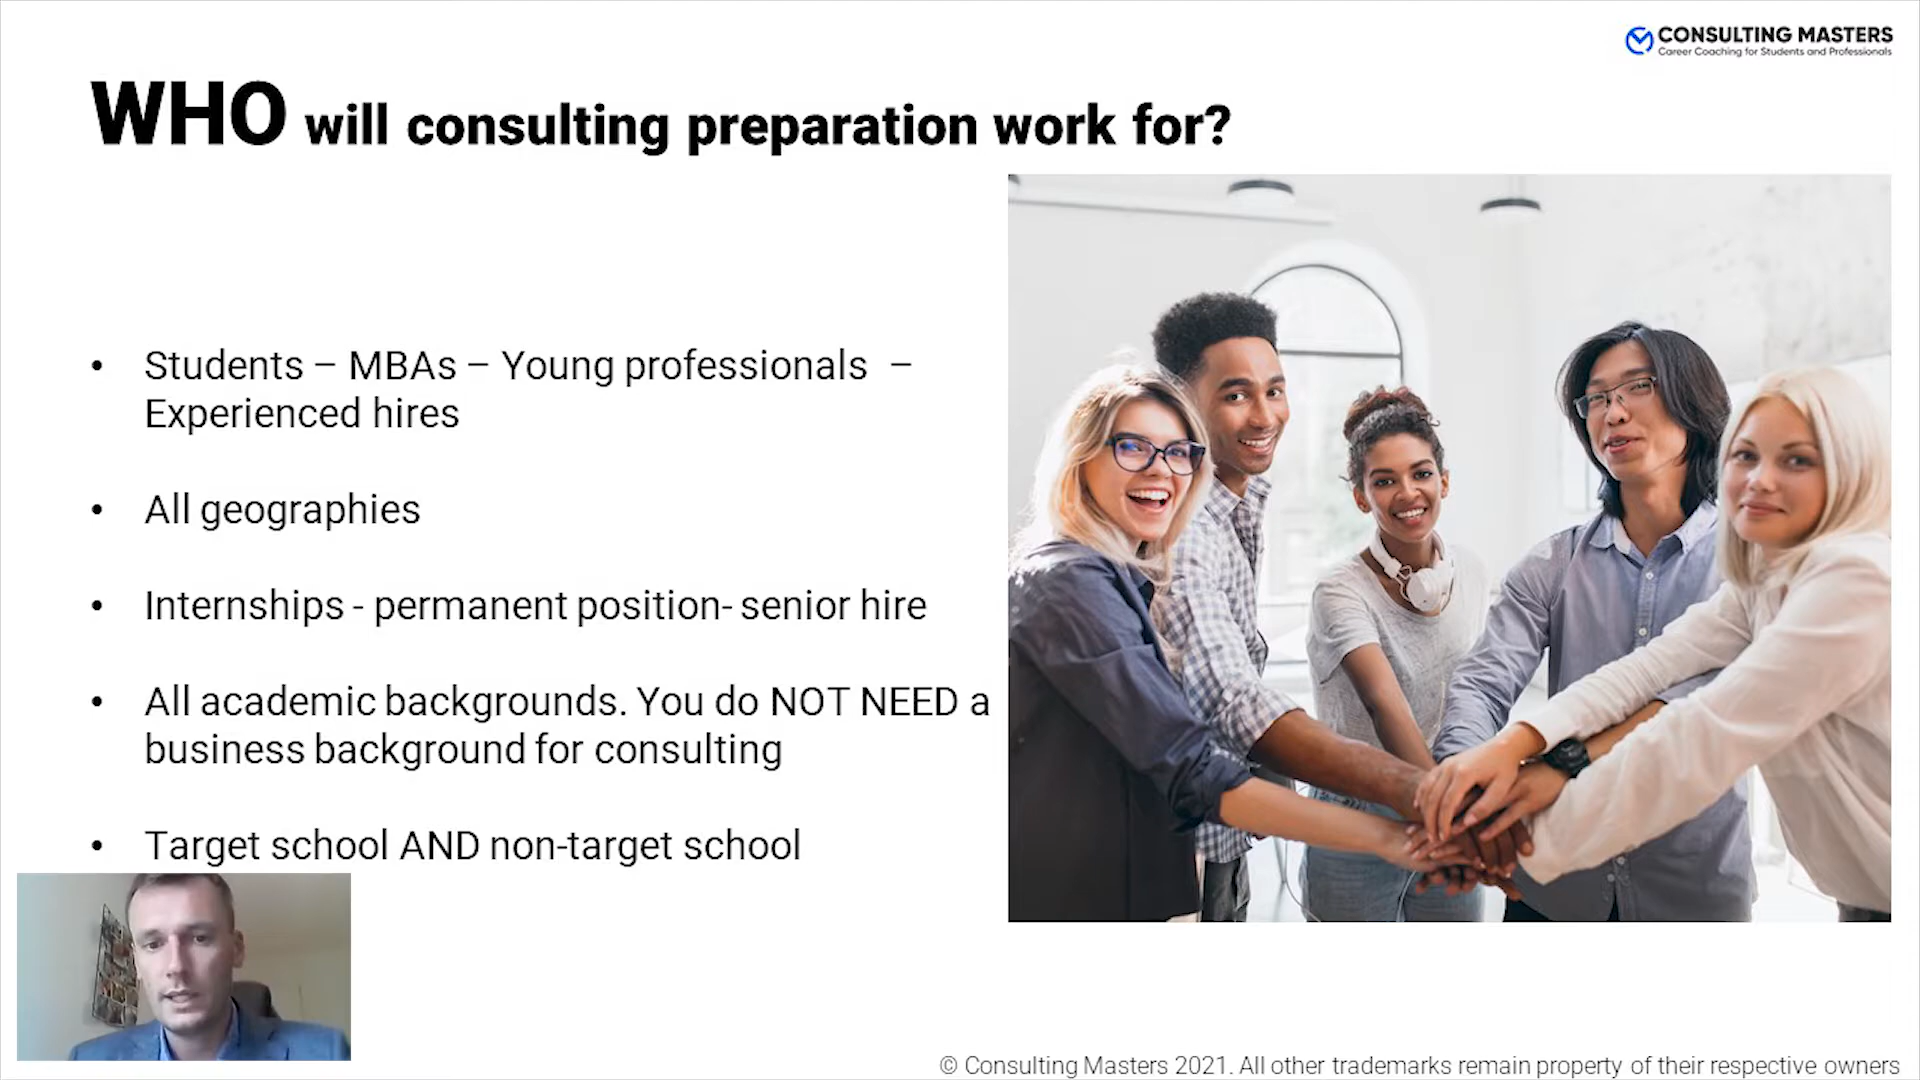 CONSULTING MASTERS
Career Coaching for Students and Professionals
WHO will consulting preparation work for?
• Students – MBAs – Young professionals –
Experienced hires
• All geographies
• Internships - permanent position- senior hire
• All academic backgrounds. You do NOT NEED a
business background for consulting
• Target school AND non-target school
© Consulting Masters 2021. All other trademarks remain property of their respective owners